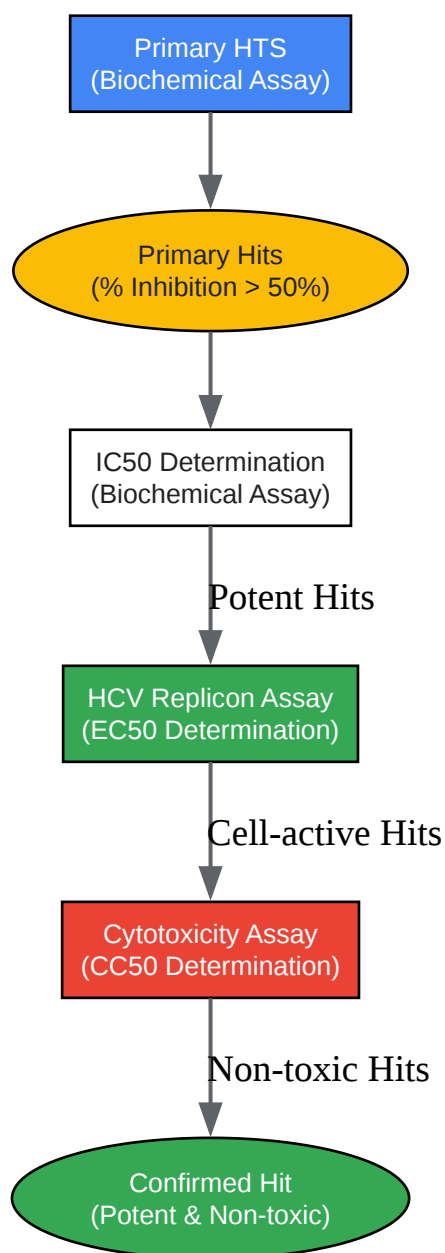 Primary HTS
(Biochemical Assay)
Primary Hits
(% Inhibition > 50%)
IC50 Determination
(Biochemical Assay)
Potent Hits
HCV Replicon Assay
(EC50 Determination)
Cell-active Hits
Cytotoxicity Assay
(CC50 Determination)
Non-toxic Hits
Confirmed Hit
(Potent & Non-toxic)